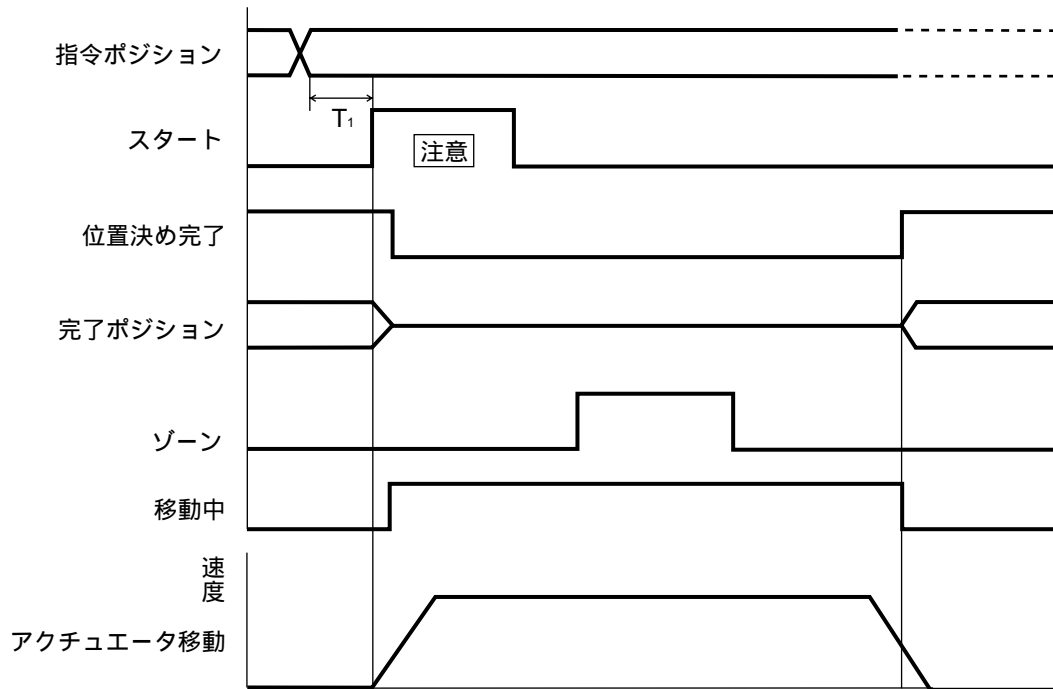 指令ポジション
T₁
スタート
注意
位置決め完了
完了ポジション
ゾーン
移動中
速度
アクチュエータ移動